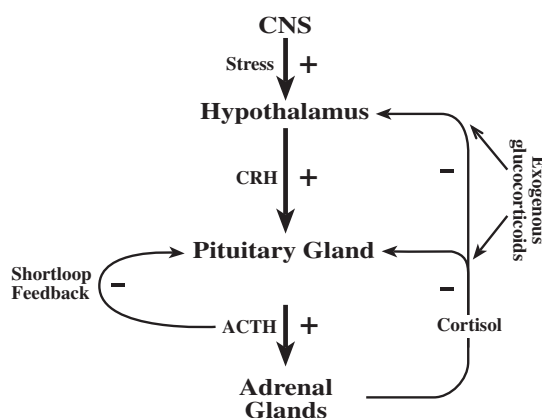 CNS
Stress +
Hypothalamus
CRH +
-
Exogenous
glucocorticoids
Pituitary Gland
Shortloop
Feedback
-
-
ACTH +
Cortisol
Adrenal
Glands